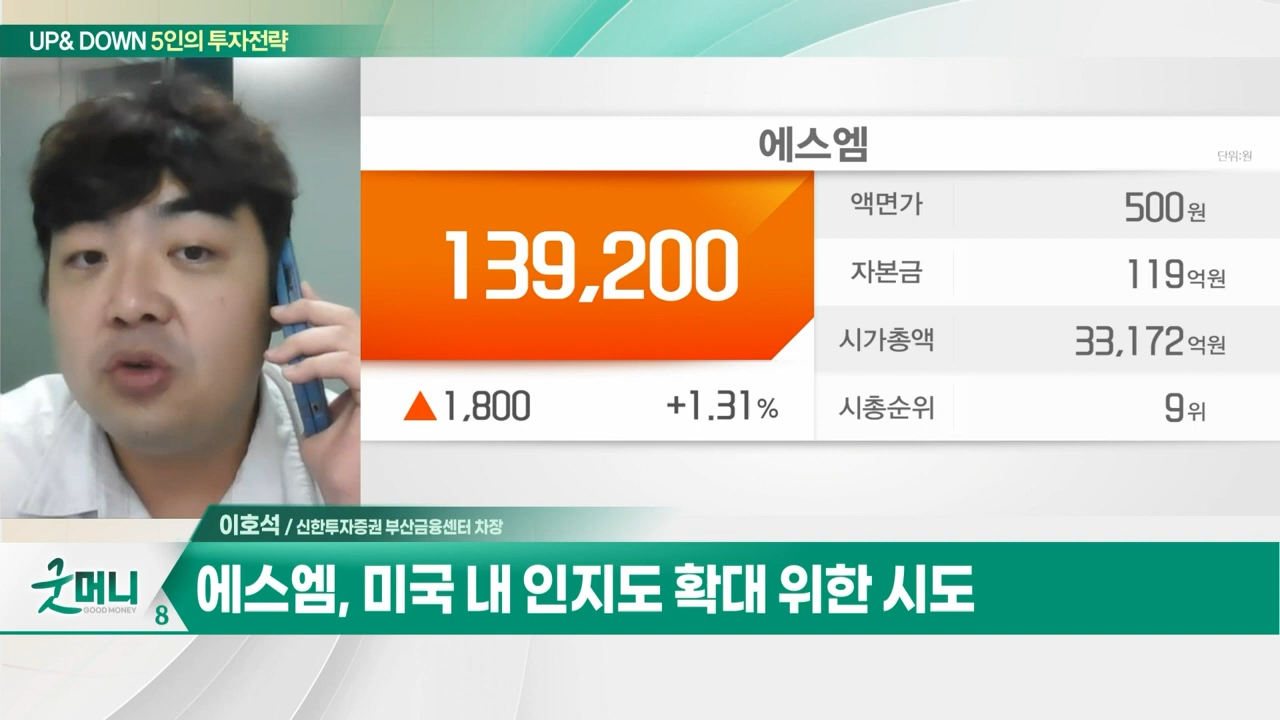 UP& DOWN 5인의 투자전략
에스엠
단위:원
139,200
▲1,800 +1.31%
액면가 500원
자본금 119억원
시가총액 33,172억원
시총순위 9위
이호석 / 신한투자증권 부산금융센터 차장
굿머니
GOOD MONEY
8
에스엠, 미국 내 인지도 확대 위한 시도